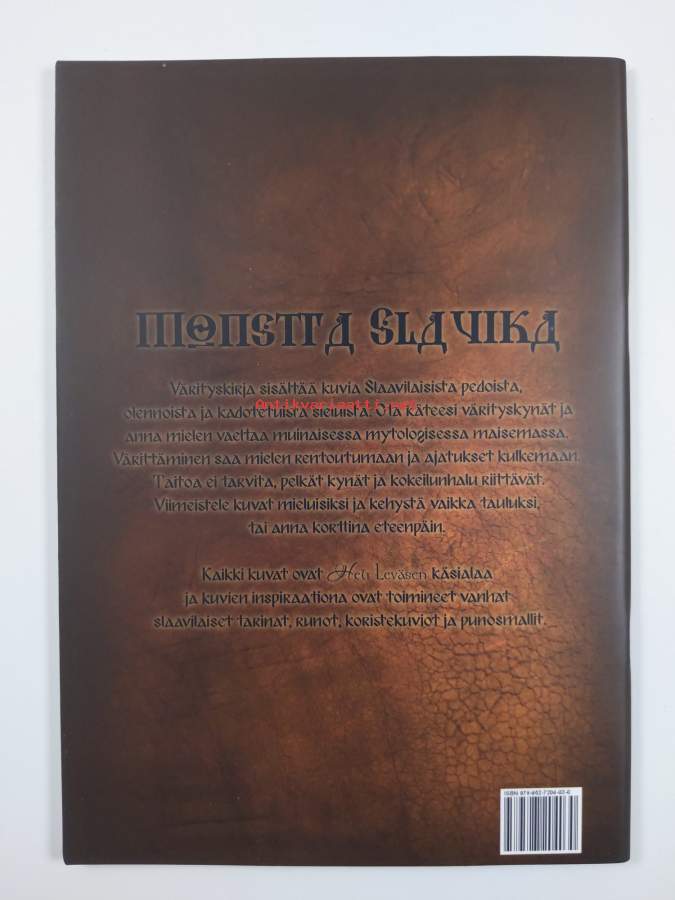 MONETTA SLAVIKA
Värityskirja sisältää kuvia Slaavilaisista pedoista,
olennoista ja kadotetuista sieluista. Ota käteesi värityskynät ja
Antikvariaatti.net
anna mielen vaeltaa muinaisessa mytologisessa maisemassa.
Värittäminen saa mielen rentoutumaan ja ajatukset kulkemaan.
Taitoa ei tarvita, pelkät kynät ja kokeilunhalu riittävät.
Viimeistele kuvat mieluisiksi ja kehystä vaikka tauluksi,
tai anna korttina eteenpäin.
Kaikki kuvat ovat Heli Leväsen käsialaa
ja kuvien inspiraationa ovat toimineet vanhat
slaavilaiset tarinat, runot, koristekuviot ja punosmallit.